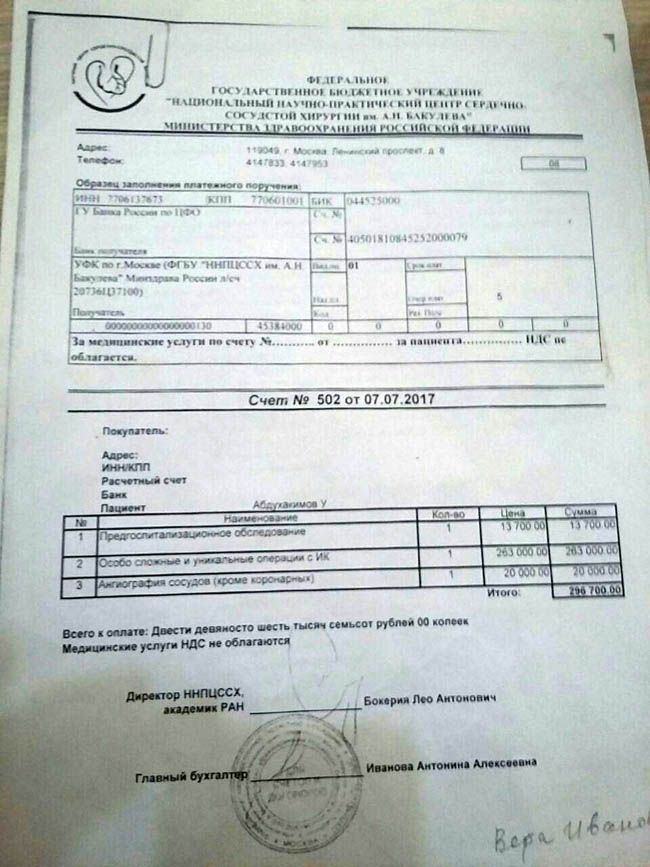 ФЕДЕРАЛЬНОЕ
ГОСУДАРСТВЕННОЕ БЮДЖЕТНОЕ УЧРЕЖДЕНИЕ
"НАЦИОНАЛЬНЫЙ НАУЧНО-ПРАКТИЧЕСКИЙ ЦЕНТР СЕРДЕЧНО-
СОСУДСТОЙ ХИРУРГИИ им. А.Н. БАКУЛЕВА"
МИНИСТЕРСТВА ЗДРАВООХРАНЕНИЯ РОССИЙСКОЙ ФЕДЕРАЦИИ
Адрес: 119049, г. Москва, Ленинский проспект, д. 8
Телефон: 4147833, 4147953 08
Образец заполнения платежного поручения:
ИНН 7706137673 КПП 770601001 БИК 044525000
ГУ Банка России по ЦФО Сч. №
Сч. № 40501810845252000079
Банк получателя
УФК по г.Москве (ФГБУ "ННПЦССХ им. А.Н. Вид оп. 01 Срок плат.
Бакулева" Минздрава России л/сч
20736Ц37100) Наз.пл. Очер.плат. 5
Получатель Код Рез. Поле
00000000000000000130 45384000 0 0 0 0 0
За медицинские услуги по счету №........... от .............. за пациента............... НДС не
облагается.
Счет № 502 от 07.07.2017
Покупатель:
Адрес:
ИНН/КПП
Расчетный счет
Банк
Пациент Абдухакимов У
№ Наименование Кол-во Цена Сумма
1 Предгоспитализационное обследование 1 13 700.00 13 700.00
2 Особо сложные и уникальные операции с ИК 1 263 000.00 263 000.00
3 Ангиография сосудов (кроме коронарных) 1 20 000.00 20 000.00
Итого: 296 700.00
Всего к оплате: Двести девяносто шесть тысяч семьсот рублей 00 копеек
Медицинские услуги НДС не облагаются
Директор ННПЦССХ,
академик РАН Бокерия Лео Антонович
Главный бухгалтер Иванова Антонина Алексеевна
Вера Иванов